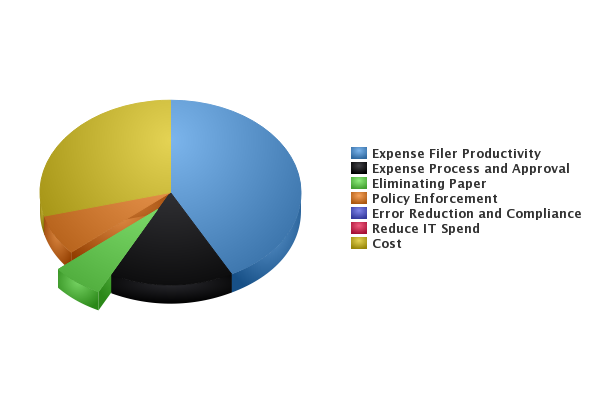 Expense Filer Productivity
Expense Process and Approval
Eliminating Paper
Policy Enforcement
Error Reduction and Compliance
Reduce IT Spend
Cost